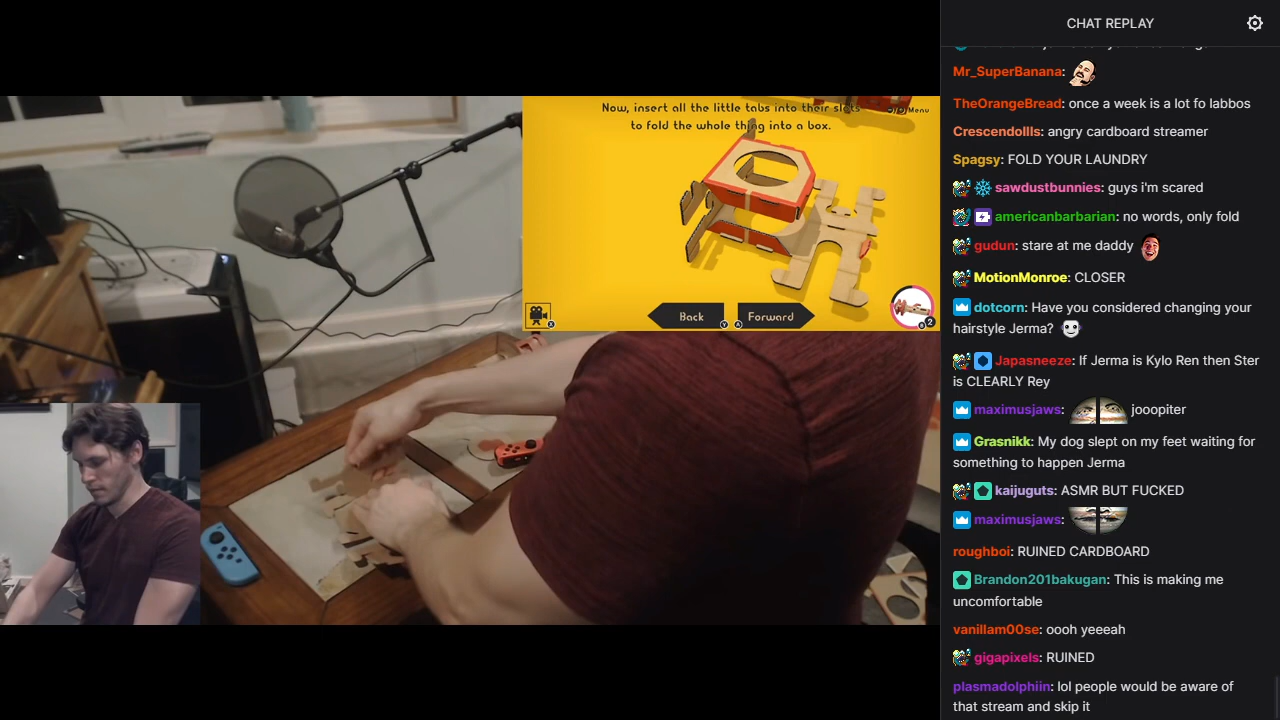 CHAT REPLAY
Mr_SuperBanana:
TheOrangeBread: once a week is a lot fo labbos
Crescendollls: angry cardboard streamer
Spagsy: FOLD YOUR LAUNDRY
sawdustbunnies: guys i'm scared
americanbarbarian: no words, only fold
gudun: stare at me daddy
MotionMonroe: CLOSER
dotcorn: Have you considered changing your
hairstyle Jerma?
Japasneeze: If Jerma is Kylo Ren then Ster
is CLEARLY Rey
maximusjaws: jooopiter
Grasnikk: My dog slept on my feet waiting for
something to happen Jerma
kaijuguts: ASMR BUT FUCKED
maximusjaws:
roughboi: RUINED CARDBOARD
Brandon201bakugan: This is making me
uncomfortable
vanillam00se: oooh yeeeah
gigapixels: RUINED
plasmadolphiin: lol people would be aware of
that stream and skip it
Now, insert all the little tabs into their slots
to fold the whole thing into a box.
Menu
Back
Forward
X
Y
A
2